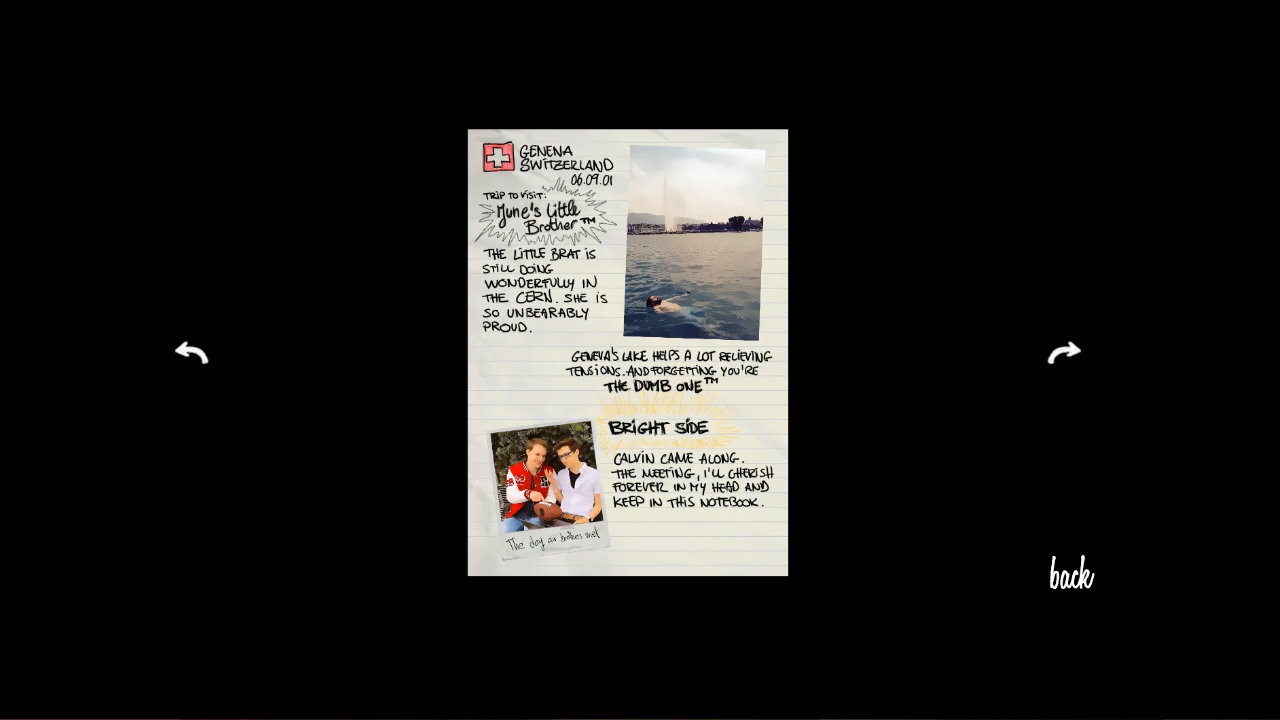 GENENA
SWITZERLAND
06.09.01
TRIP TO VISIT:
June's Little
Brother™
THE LITTLE BRAT IS
STILL DOING
WONDERFULLY IN
THE CERN. SHE IS
SO UNBEARABLY
PROUD.
GENEVA'S LAKE HELPS A LOT RELIEVING
TENSIONS. AND FORGETTING YOU'RE
THE DUMB ONE™
BRIGHT SIDE
CALVIN CAME ALONG.
THE MEETING, I'LL CHERISH
FOREVER IN MY HEAD AND
KEEP IN THIS NOTEBOOK.
The day our brothers met
back